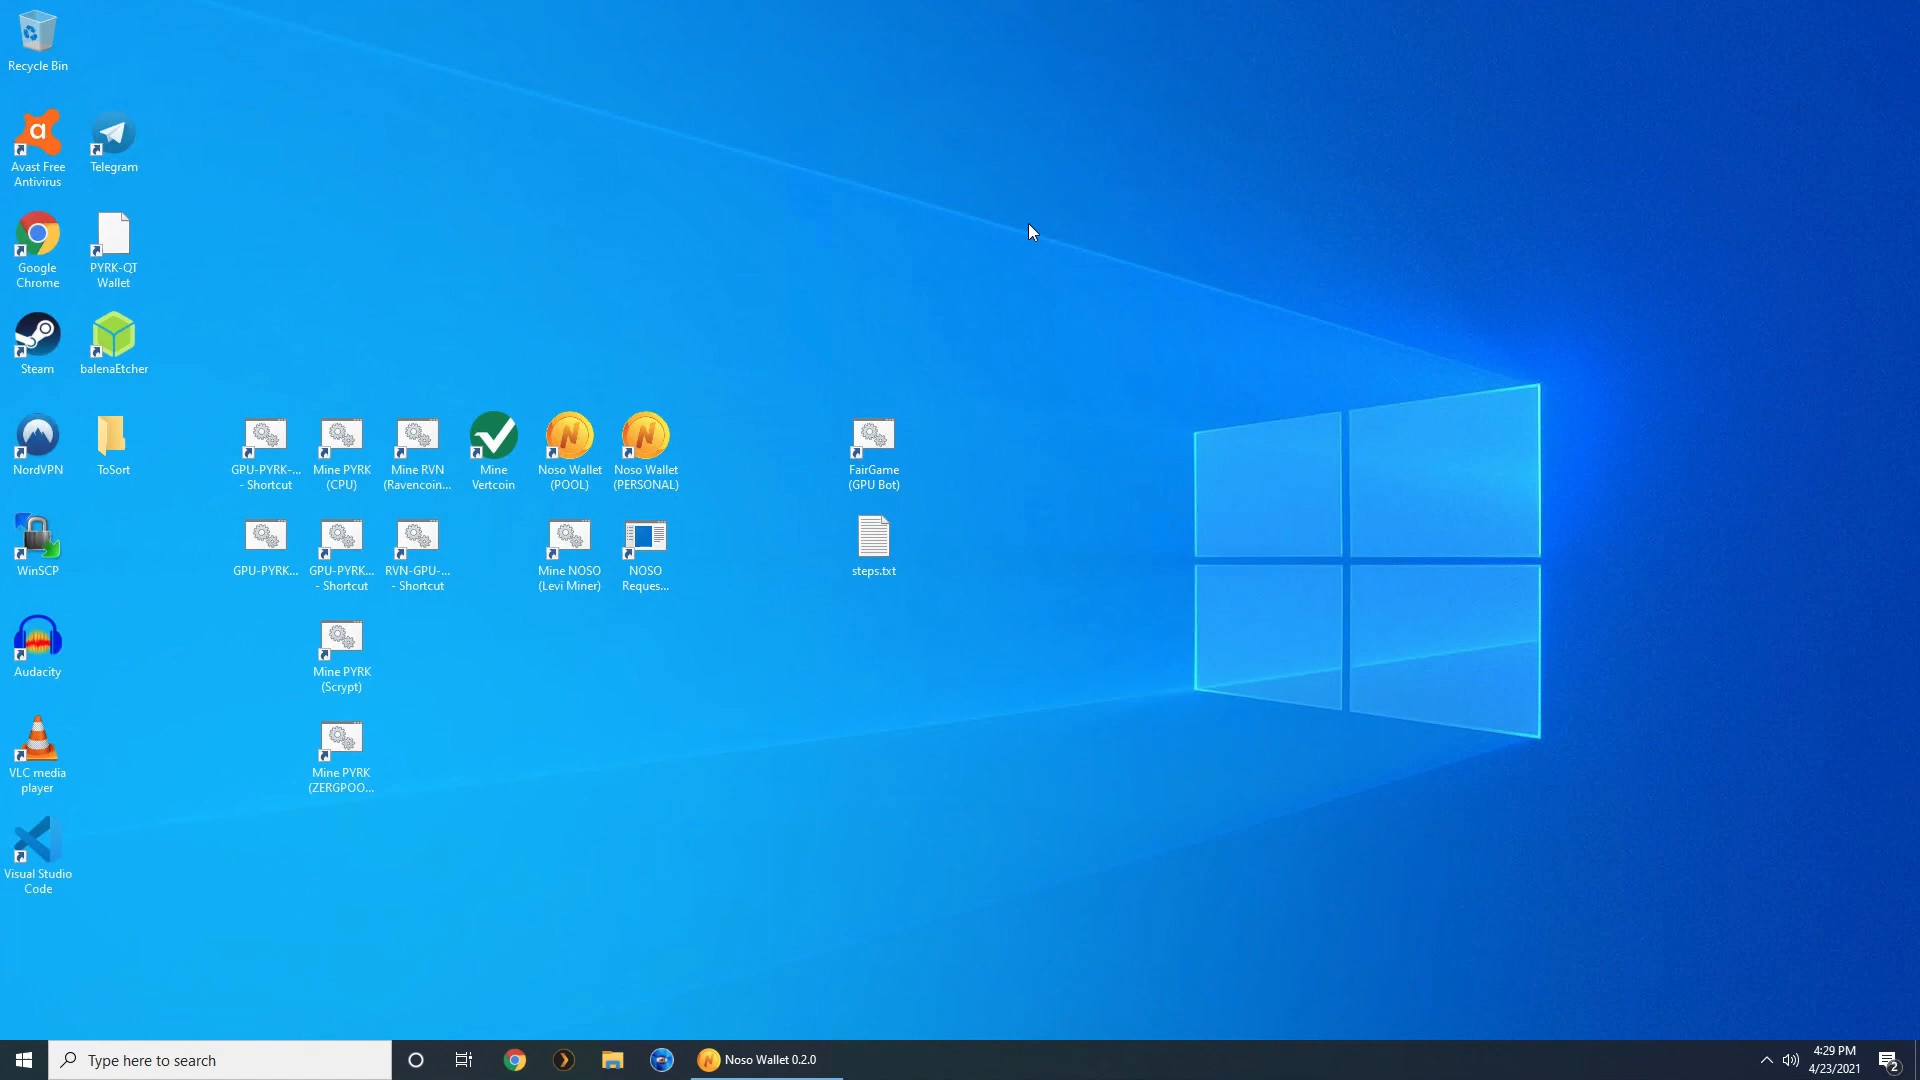 Recycle Bin
Avast Free
Antivirus
Telegram
Google
Chrome
PYRK-QT
Wallet
Steam
balenaEtcher
NordVPN
ToSort
GPU-PYRK-...
- Shortcut
Mine PYRK
(CPU)
Mine RVN
(Ravencoin...
Mine
Vertcoin
Noso Wallet
(POOL)
Noso Wallet
(PERSONAL)
FairGame
(GPU Bot)
WinSCP
GPU-PYRK...
GPU-PYRK...
- Shortcut
RVN-GPU-...
- Shortcut
Mine NOSO
(Levi Miner)
NOSO
Reques...
steps.txt
Audacity
Mine PYRK
(Scrypt)
VLC media
player
Mine PYRK
(ZERGPOO...
Visual Studio
Code
Type here to search
Noso Wallet 0.2.0
4:29 PM
4/23/2021
2